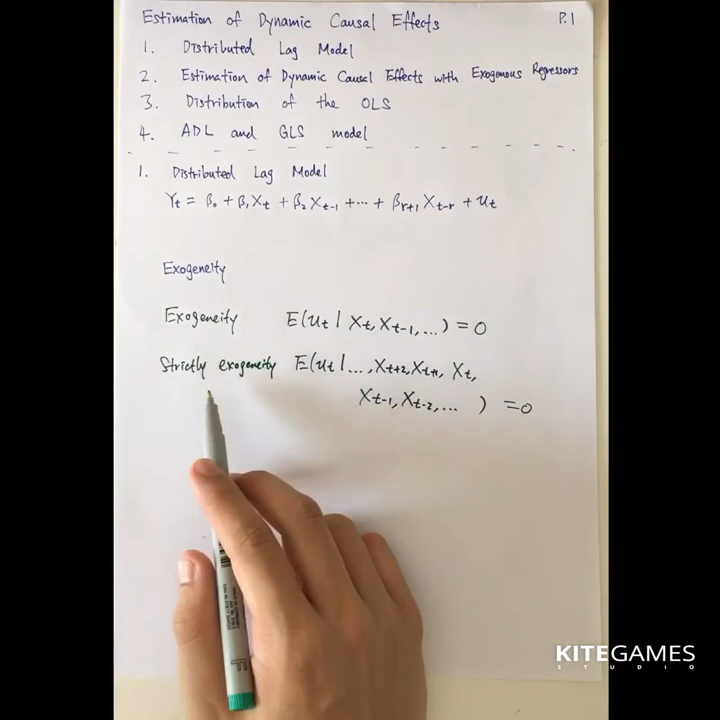 Estimation of Dynamic Causal Effects P.1
1. Distributed Lag Model
2. Estimation of Dynamic Causal Effects with Exogenous Regressors
3. Distribution of the OLS
4. ADL and GLS model
1. Distributed Lag Model
Yt = β0 + β1Xt + β2Xt-1 + ... + βr+1Xt-r + ut
Exogeneity
Exogeneity E(ut | Xt, Xt-1, ...) = 0
Strictly exogeneity E(ut | ..., Xt+2, Xt+1, Xt,
Xt-1, Xt-2, ... ) = 0
KITEGAMES
STUDIO